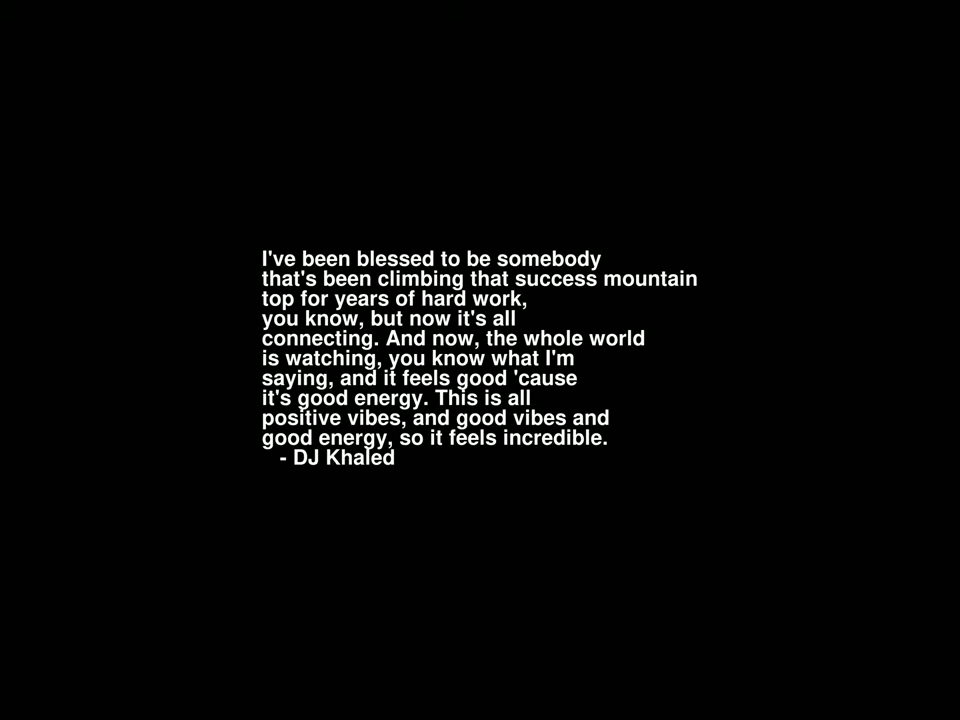 I've been blessed to be somebody
that's been climbing that success mountain
top for years of hard work,
you know, but now it's all
connecting. And now, the whole world
is watching, you know what I'm
saying, and it feels good 'cause
it's good energy. This is all
positive vibes, and good vibes and
good energy, so it feels incredible.
- DJ Khaled